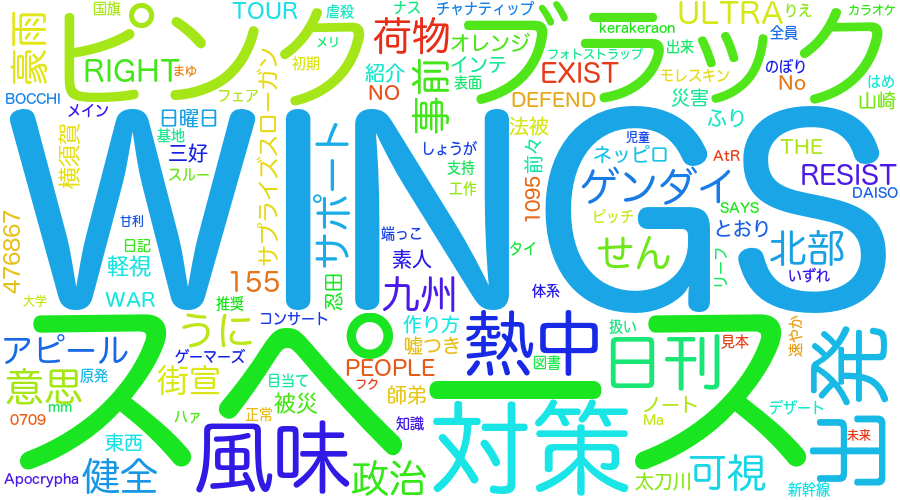 国旗
虐殺
ナス
チャナティップ
りえ
カラオケ
TOUR
ULTRA
豪雨
ピンク
ブラック
メリ
荷物
kerakeraon
出来
全員
オレンジ
RIGHT
まゆ
初期
紹介
インテ
フォトストラップ
のぼり
はめ
BOCCHI
メイン
フェア
サプライズスローガン
NO
事前
表面
EXIST
モレスキン
No
山崎
DEFEND
災害
日曜日
横須賀
基地
三好
スルー
WINGS
サポート
しょうが
支持
工作
法被
前々
1095
児童
ネッピロ
ふり
AtR
THE
RESIST
DAISO
ゲンダイ
ピッチ
SAYS
とおり
476867
甘利
日記
軽視
155
端っこ
素人
タイ
せん
リーフ
北部
いずれ
大学
WAR
推奨
忍田
九州
体系
スペース
うに
コンサート
作り方
熱中
扱い
日刊
見本
速やか
出発
アピール
ゲーマーズ
嘘つき
図書
意思
原発
街宣
目当て
PEOPLE
フク
被災
師弟
対策
ノート
デザート
0709
mm
ハァ
正常
知識
Ma
未来
東西
風味
Apocrypha
健全
政治
太刀川
可視
新幹線